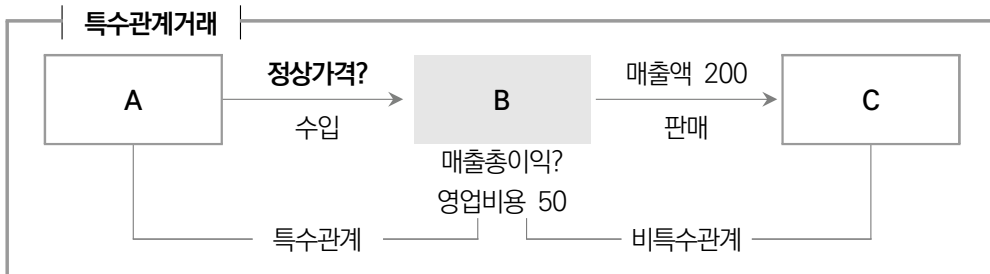 특수관계거래
정상가격?
매출액 200
A
B
C
수입
판매
매출총이익?
영업비용 50
특수관계
비특수관계